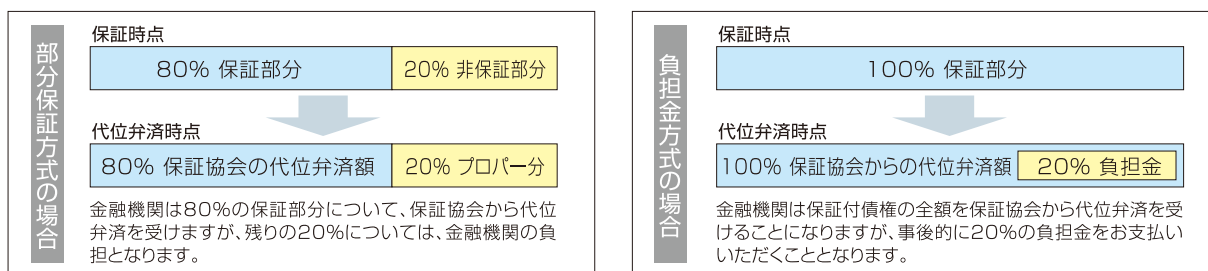 部分保証方式の場合
保証時点
80% 保証部分
20% 非保証部分
代位弁済時点
80% 保証協会の代位弁済額
20% プロパー分
金融機関は80%の保証部分について、保証協会から代位
弁済を受けますが、残りの20%については、金融機関の負
担となります。
負担金方式の場合
保証時点
100% 保証部分
代位弁済時点
100% 保証協会からの代位弁済額
20% 負担金
金融機関は保証付債権の全額を保証協会から代位弁済を受
けることになりますが、事後的に20%の負担金をお支払い
いただくこととなります。